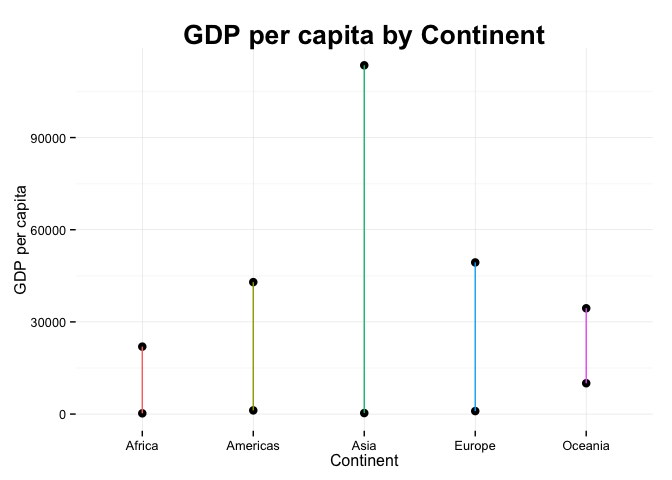 GDP per capita by Continent
GDP per capita
90000
60000
30000
0
Africa Americas Asia Europe Oceania
Continent